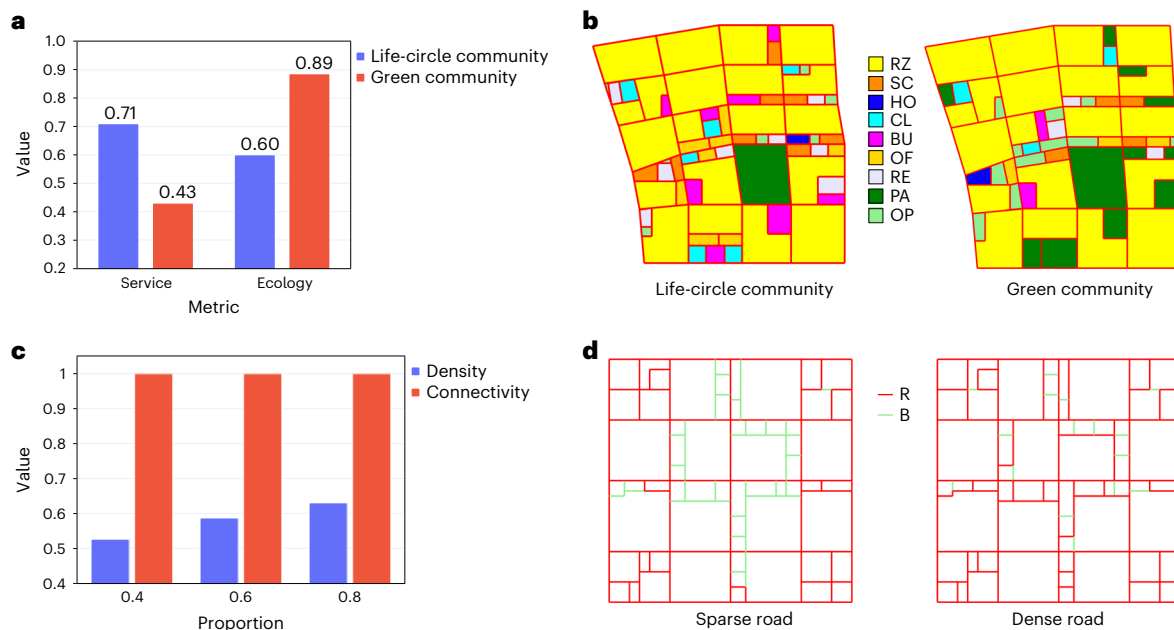 a
1.0
0.9
0.8
0.7
0.6
0.5
0.4
0.3
0.2
Value
0.71
0.43
0.60
0.89
Service
Ecology
Metric
Life-circle community
Green community
b
RZ
SC
HO
CL
BU
OF
RE
PA
OP
Life-circle community
Green community
c
1
0.9
0.8
0.7
0.6
0.5
0.4
Value
0.4
0.6
0.8
Proportion
Density
Connectivity
d
R
B
Sparse road
Dense road